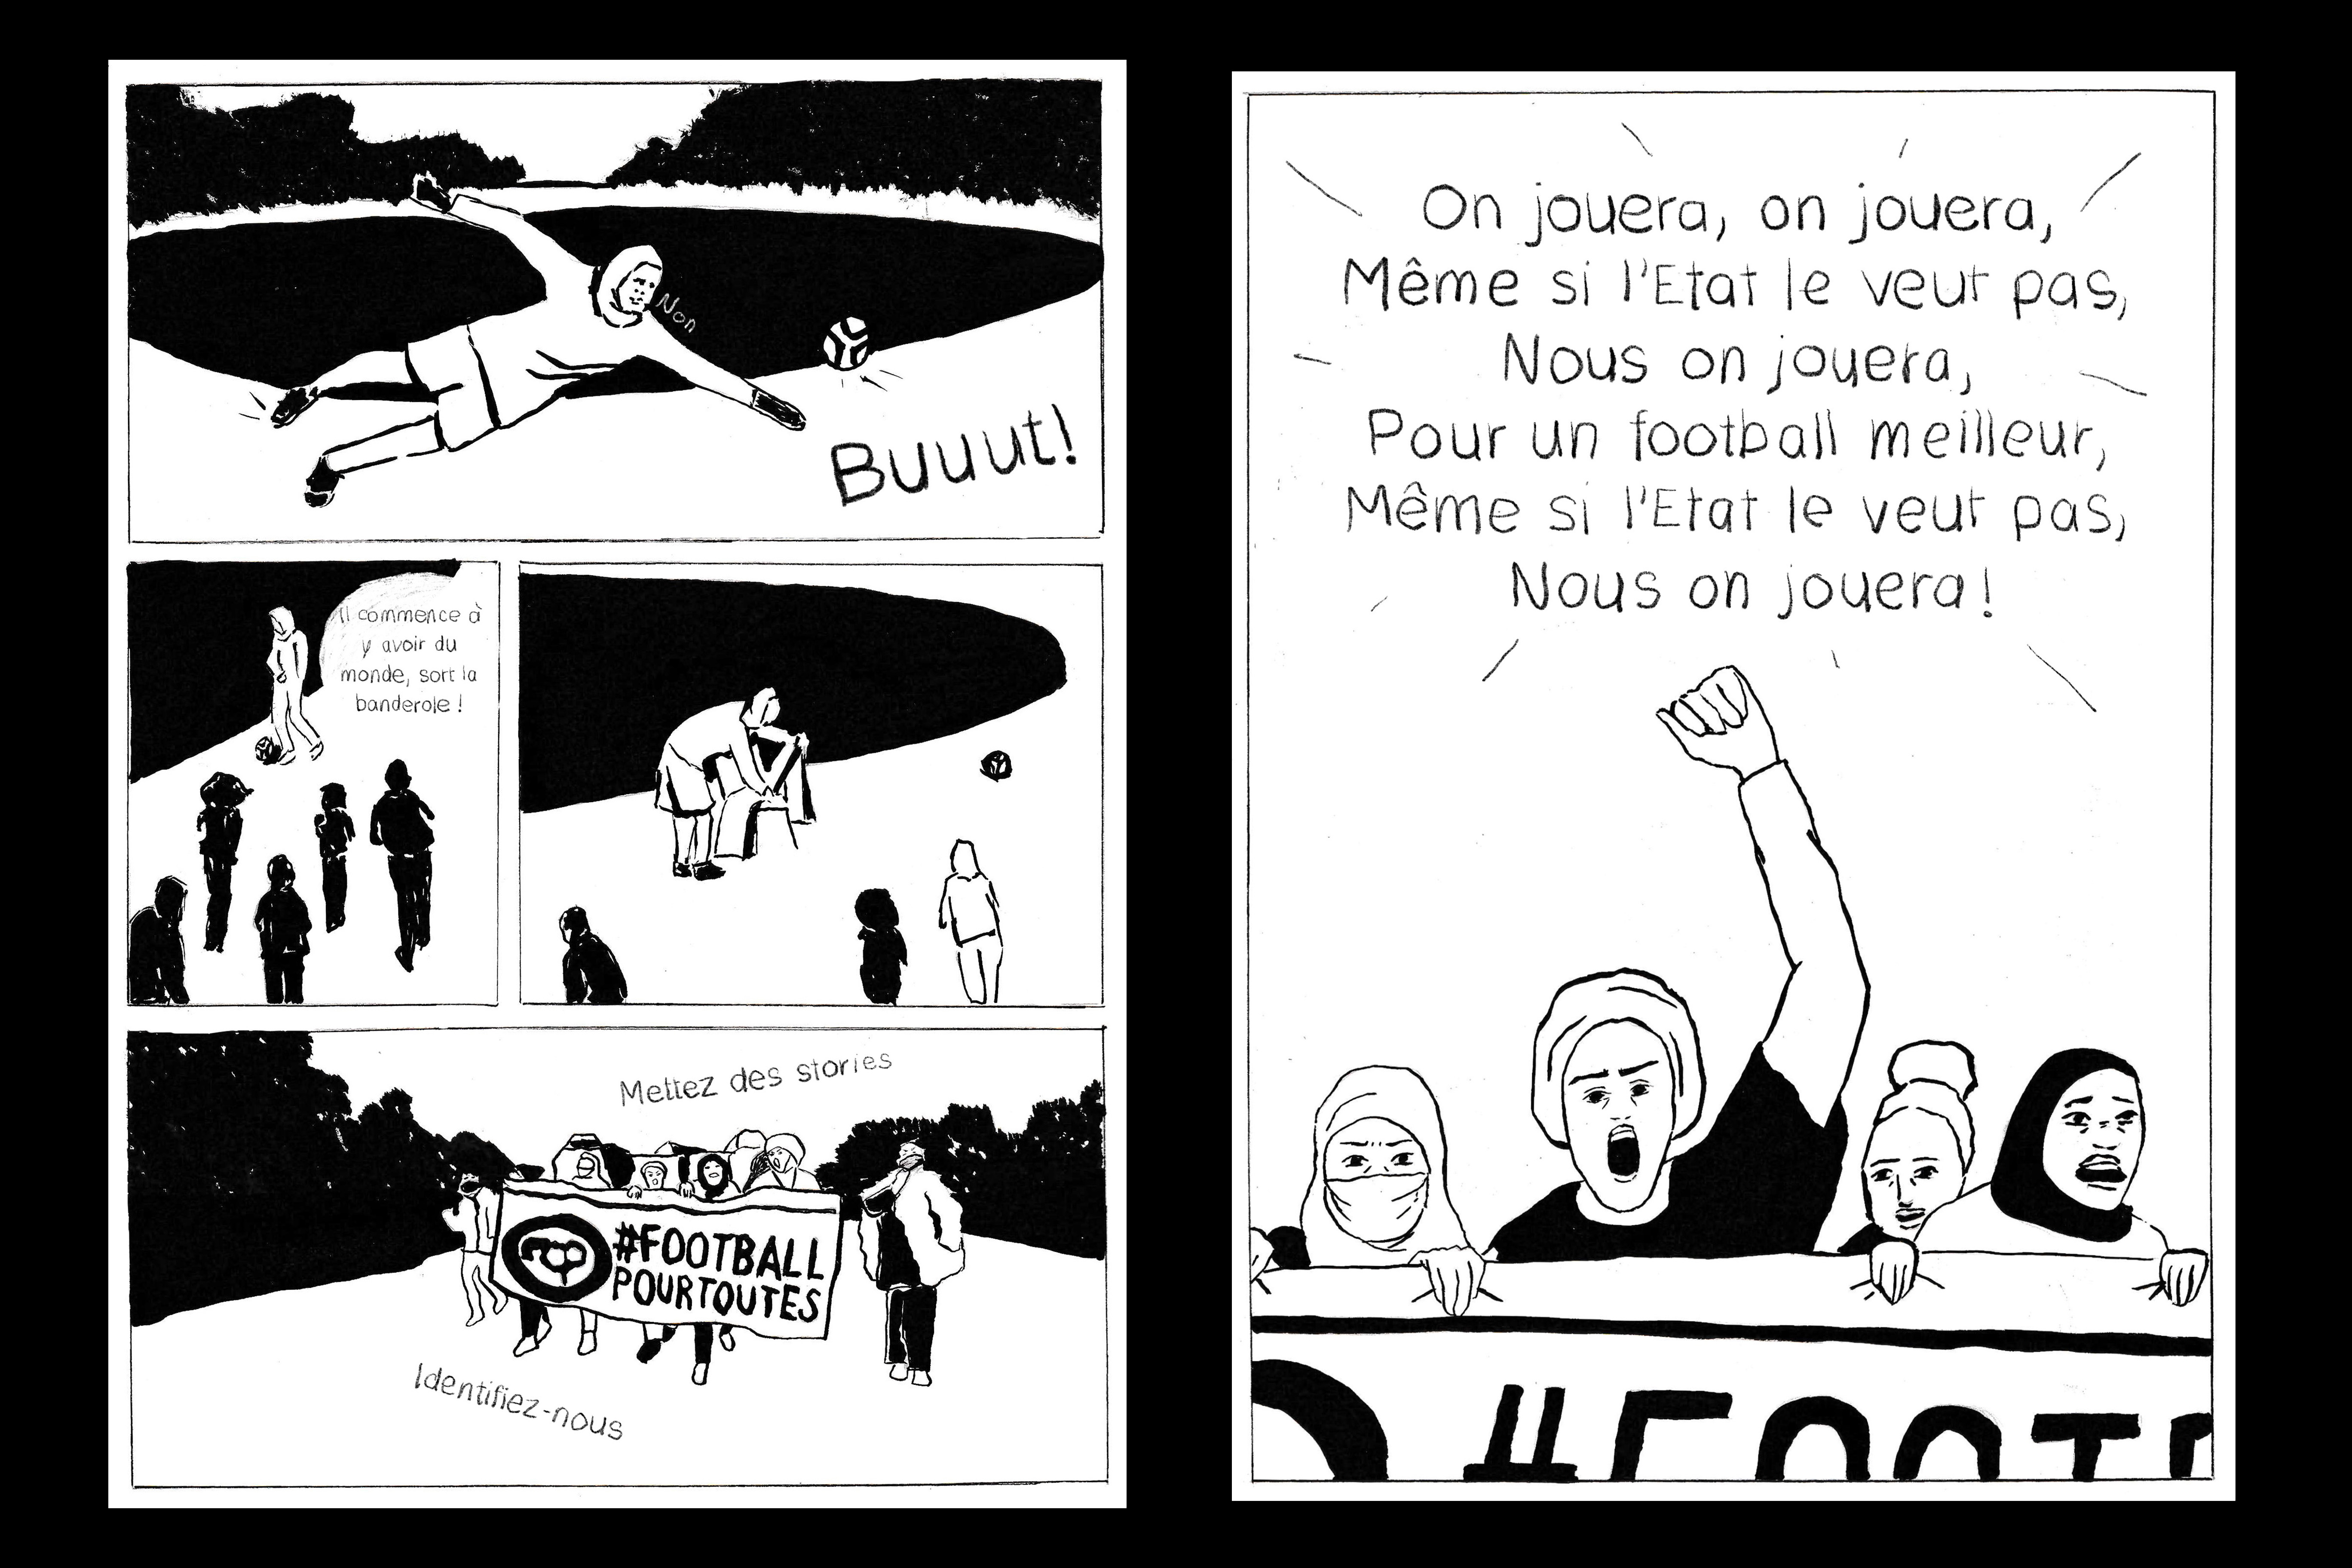 Non
Buuut!
Il commence à
y avoir du
monde, sort la
banderole !
Mettez des stories
#FOOTBALL
POURTOUTES
Identifiez-nous
On jouera, on jouera,
Même si l'Etat le veut pas,
Nous on jouera,
Pour un football meilleur,
Même si l'Etat le veut pas,
Nous on jouera !
#FOOT